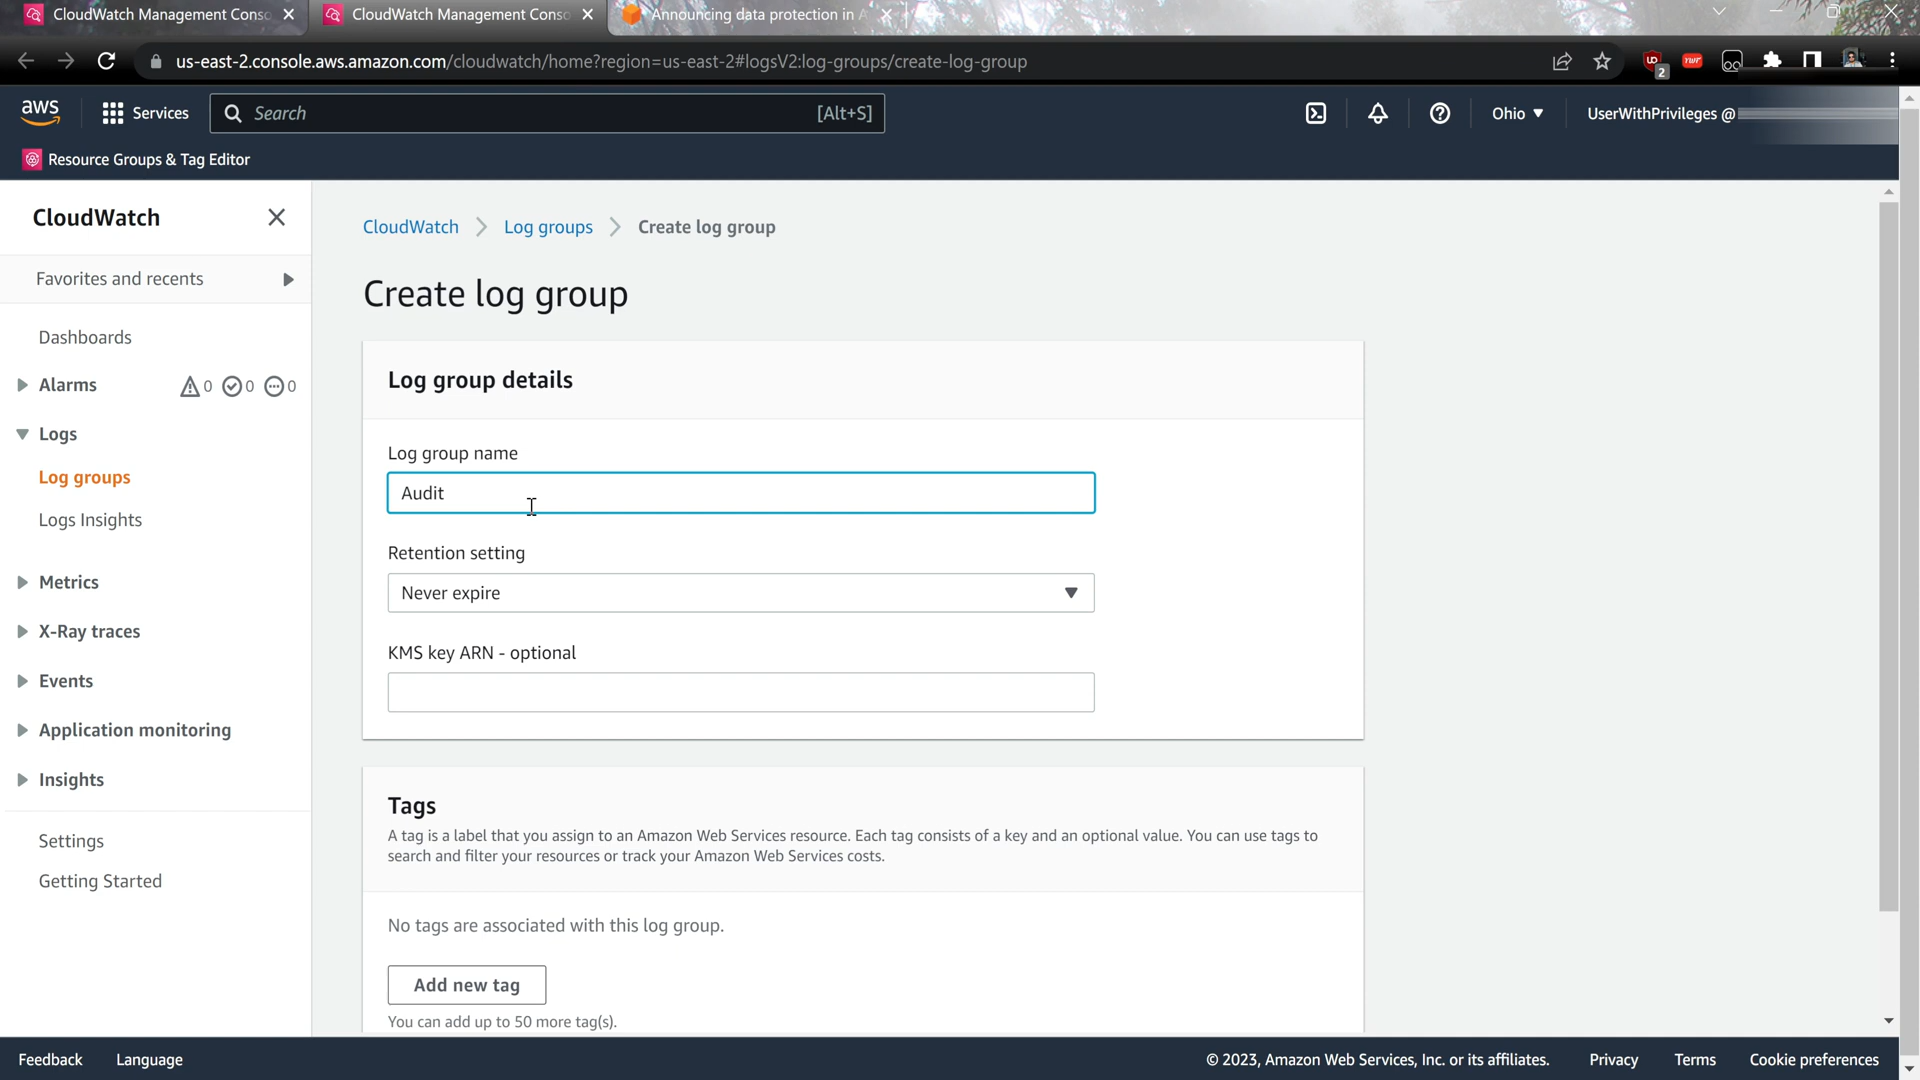 CloudWatch Management Conso
CloudWatch Management Conso
Announcing data protection in A
us-east-2.console.aws.amazon.com/cloudwatch/home?region=us-east-2#logsV2:log-groups/create-log-group
2
aws
Services
Search
[Alt+S]
Ohio
UserWithPrivileges @
Resource Groups & Tag Editor
CloudWatch
Favorites and recents
Dashboards
Alarms
0
0
0
Logs
Log groups
Logs Insights
Metrics
X-Ray traces
Events
Application monitoring
Insights
Settings
Getting Started
CloudWatch
Log groups
Create log group
Create log group
Log group details
Log group name
Audit
Retention setting
Never expire
KMS key ARN - optional
Tags
A tag is a label that you assign to an Amazon Web Services resource. Each tag consists of a key and an optional value. You can use tags to
search and filter your resources or track your Amazon Web Services costs.
No tags are associated with this log group.
Add new tag
You can add up to 50 more tag(s).
Feedback
Language
© 2023, Amazon Web Services, Inc. or its affiliates.
Privacy
Terms
Cookie preferences